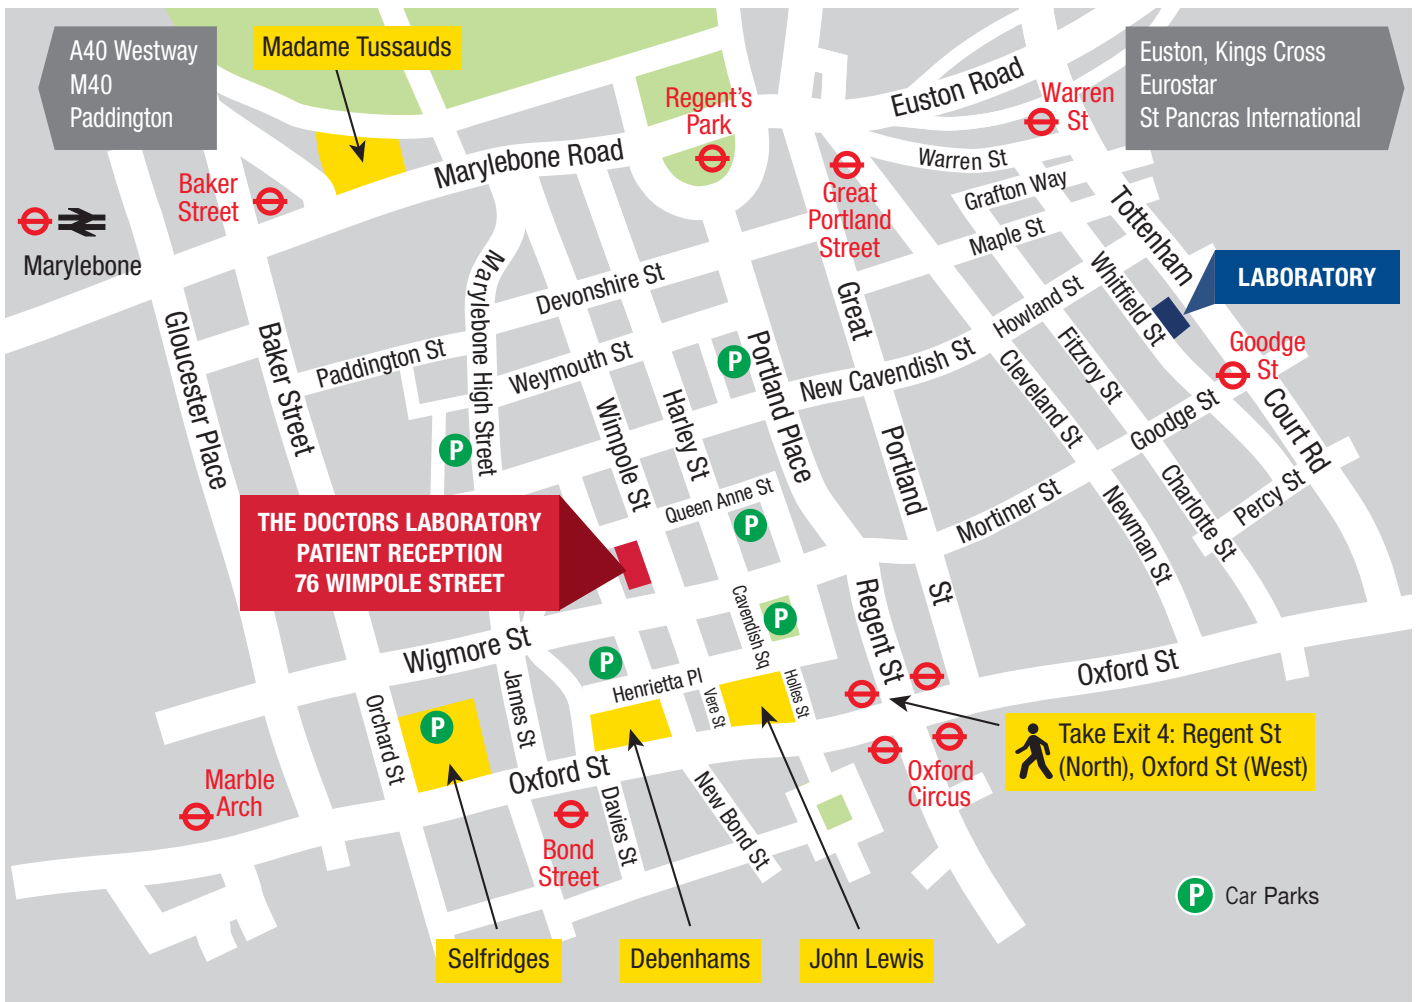 A40 Westway
M40
Paddington
Madame Tussauds
Euston, Kings Cross
Eurostar
St Pancras International
Euston Road
Warren
St
Regent's
Park
Marylebone Road
Warren St
Baker
Street
Great
Portland
Street
Grafton Way
Maple St
Tottenham
Marylebone
LABORATORY
Marylebone High Street
Devonshire St
Whitfield St
Howland St
Great
Gloucester Place
Baker Street
Paddington St
Weymouth St
P
Portland Place
New Cavendish St
Cleveland St
Fitzroy St
Goodge
St
Wimpole St
Harley St
Goodge St
Court Rd
P
Portland
Queen Anne St
Mortimer St
Newman St
Charlotte St
Percy St
THE DOCTORS LABORATORY
PATIENT RECEPTION
76 WIMPOLE STREET
P
Regent St
St
Cavendish Sq
P
Wigmore St
P
James St
Henrietta Pl
Vere St
Holles St
Oxford St
Orchard St
P
Take Exit 4: Regent St
(North), Oxford St (West)
Oxford St
Marble
Arch
Davies St
New Bond St
Oxford
Circus
Bond
Street
P Car Parks
Selfridges
Debenhams
John Lewis